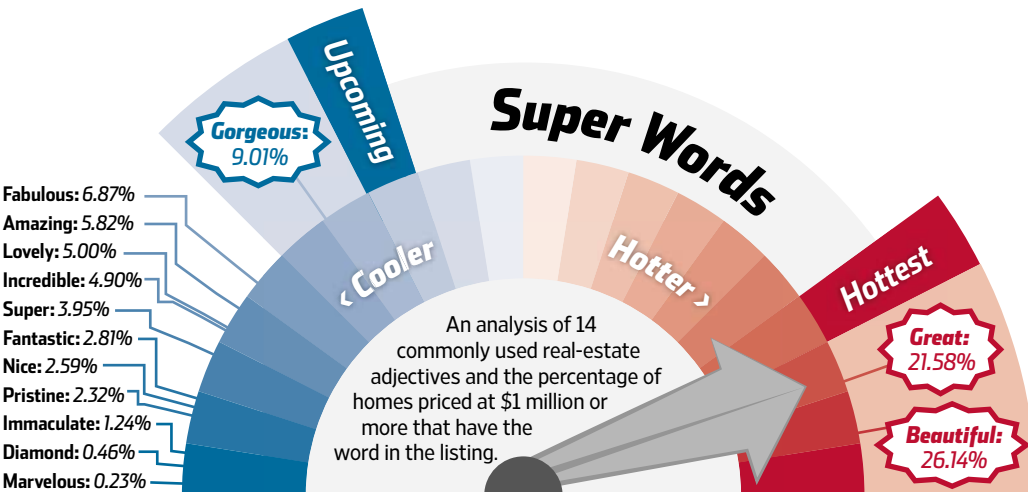 Super Words
Upcoming
Gorgeous:
9.01%
Fabulous: 6.87%
Amazing: 5.82%
Lovely: 5.00%
Incredible: 4.90%
Super: 3.95%
Fantastic: 2.81%
Nice: 2.59%
Pristine: 2.32%
Immaculate: 1.24%
Diamond: 0.46%
Marvelous: 0.23%
‹ Cooler
Hotter ›
An analysis of 14
commonly used real-estate
adjectives and the percentage of
homes priced at $1 million or
more that have the
word in the listing.
Hottest
Great:
21.58%
Beautiful:
26.14%